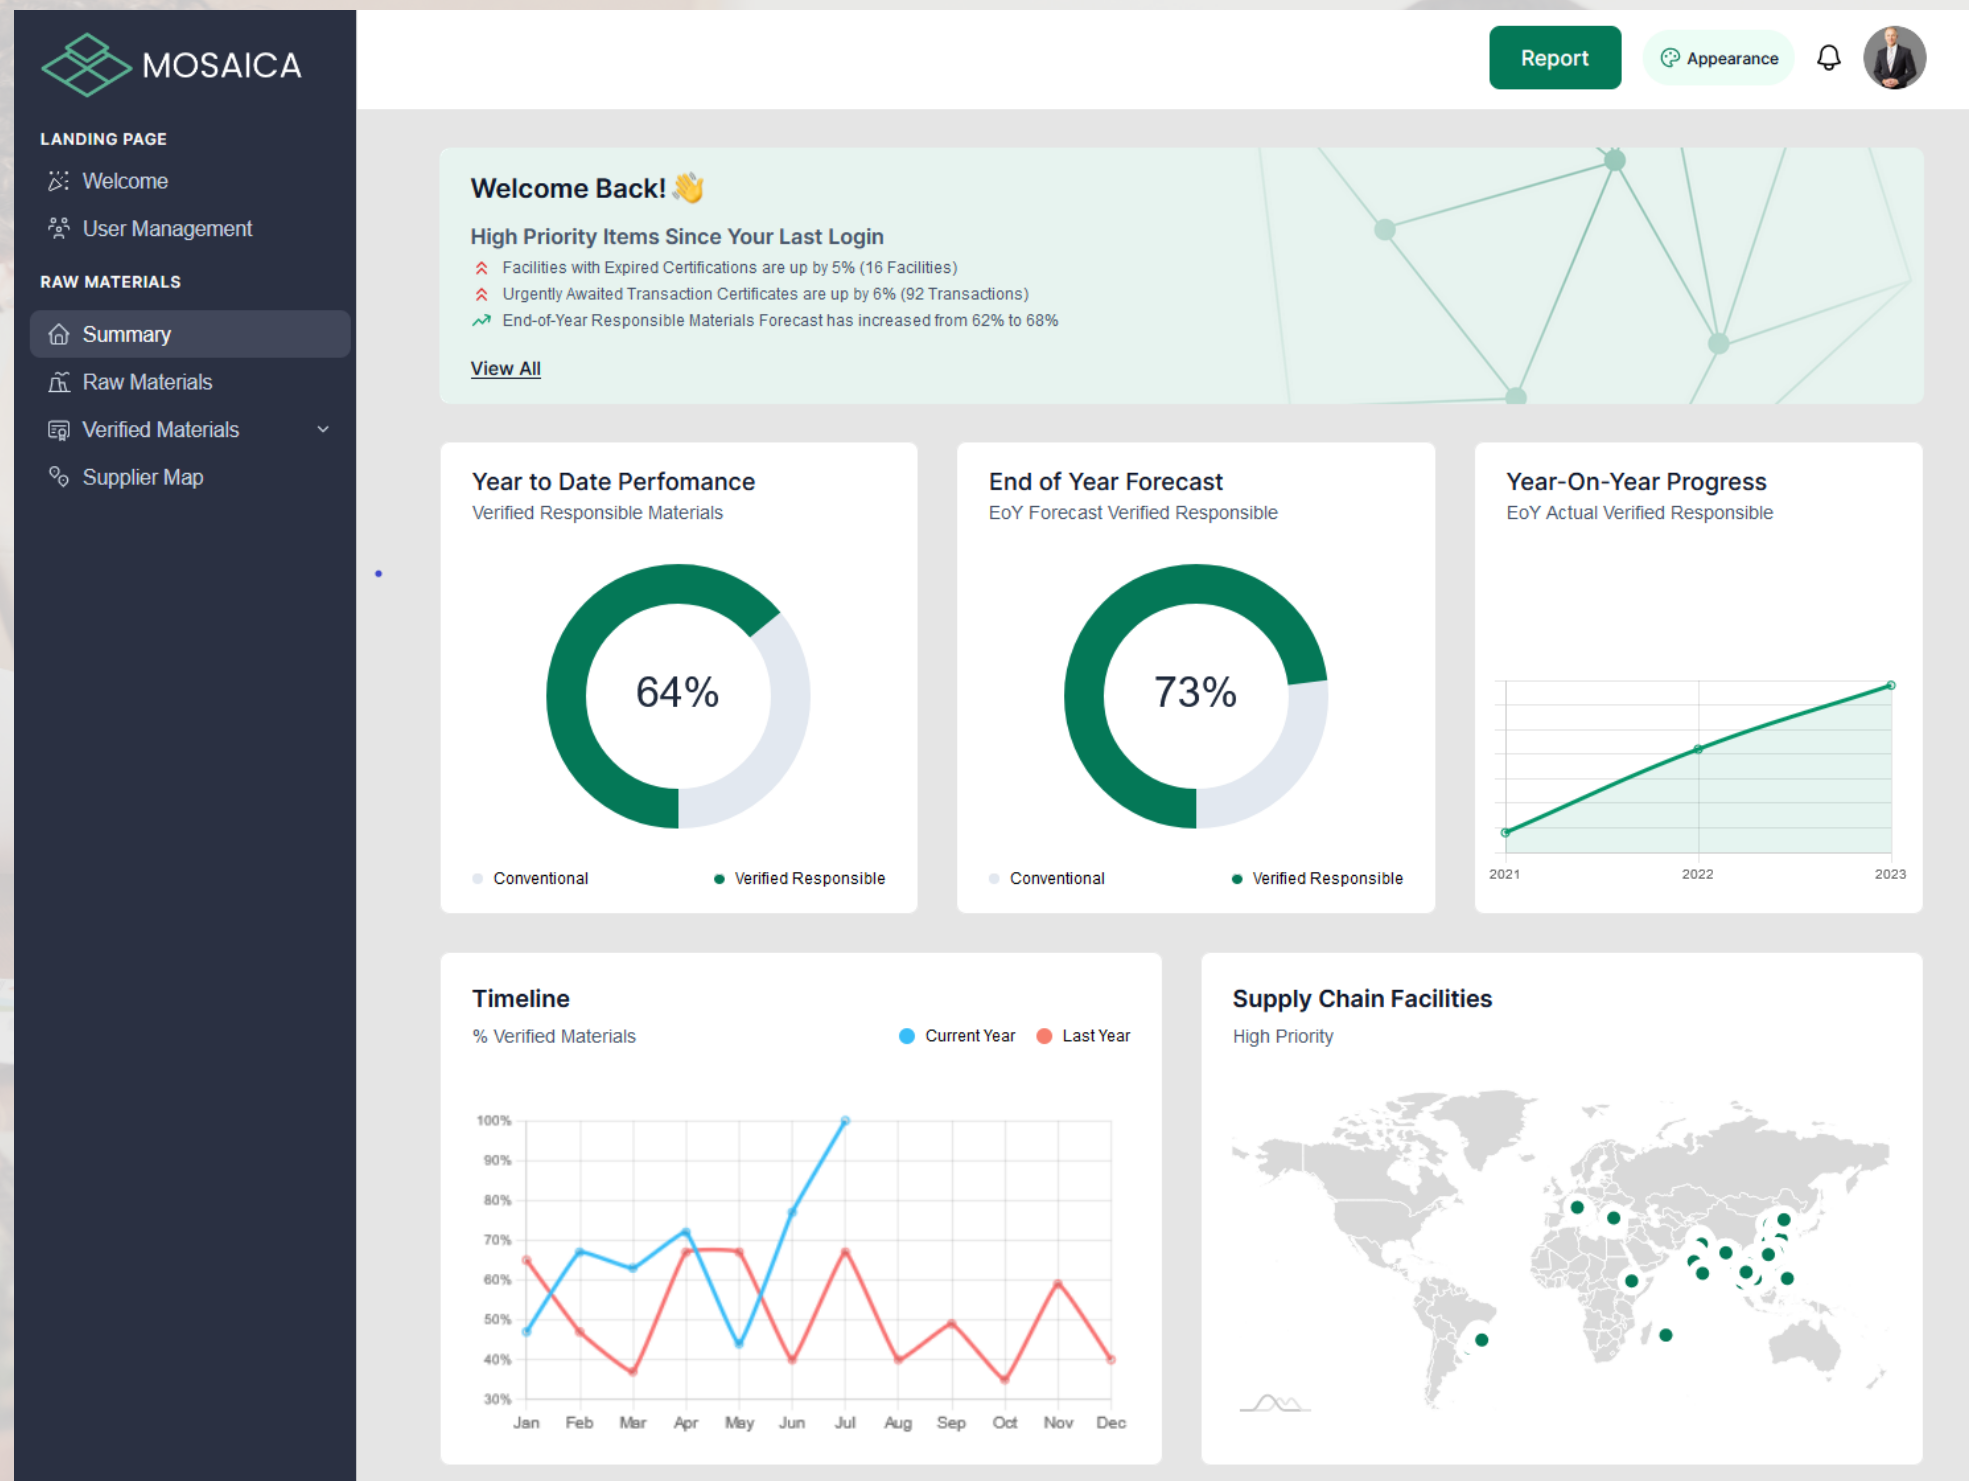 MOSAICA
LANDING PAGE
Welcome
User Management
RAW MATERIALS
Summary
Raw Materials
Verified Materials
Supplier Map
Report
Appearance
Welcome Back!
High Priority Items Since Your Last Login
Facilities with Expired Certifications are up by 5% (16 Facilities)
Urgently Awaited Transaction Certificates are up by 6% (92 Transactions)
End-of-Year Responsible Materials Forecast has increased from 62% to 68%
View All
Year to Date Perfomance
Verified Responsible Materials
64%
Conventional
Verified Responsible
End of Year Forecast
EoY Forecast Verified Responsible
73%
Conventional
Verified Responsible
Year-On-Year Progress
EoY Actual Verified Responsible
2021 2022 2023
Timeline
% Verified Materials
Current Year
Last Year
100%
90%
80%
70%
60%
50%
40%
30%
Jan Feb Mar Apr May Jun Jul Aug Sep Oct Nov Dec
Supply Chain Facilities
High Priority